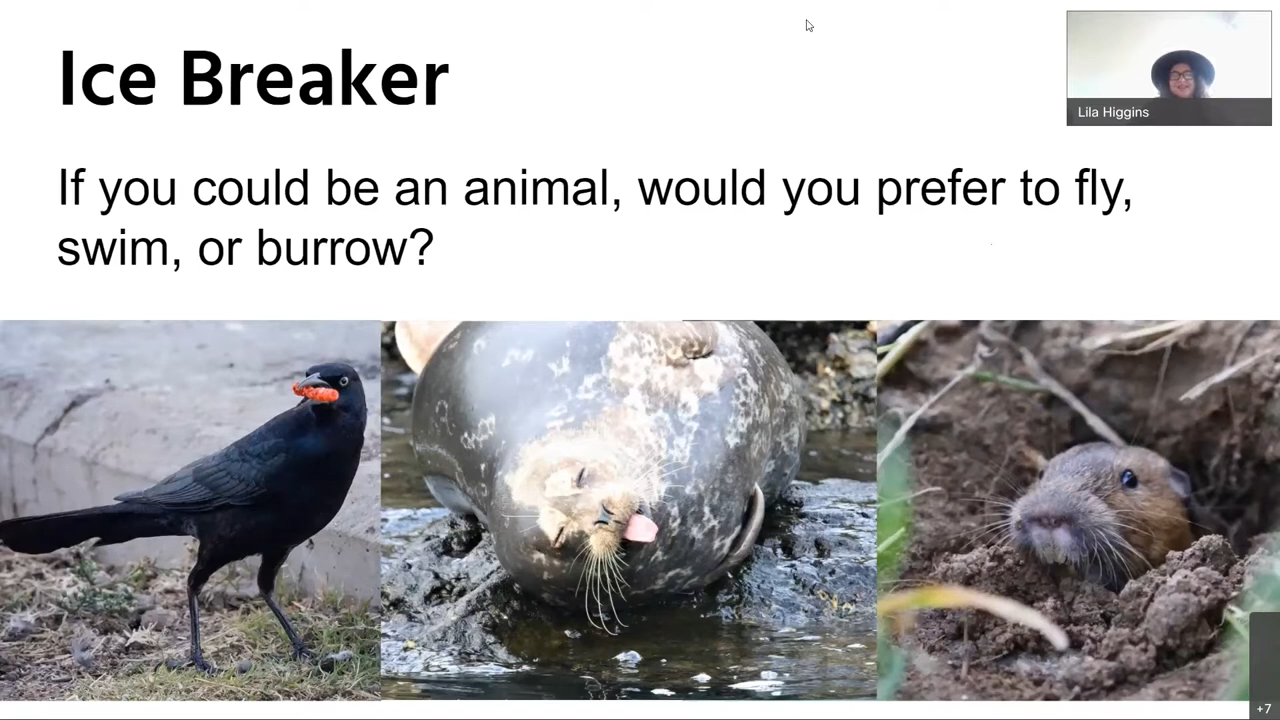 Ice Breaker
Lila Higgins
If you could be an animal, would you prefer to fly,
swim, or burrow?
+7